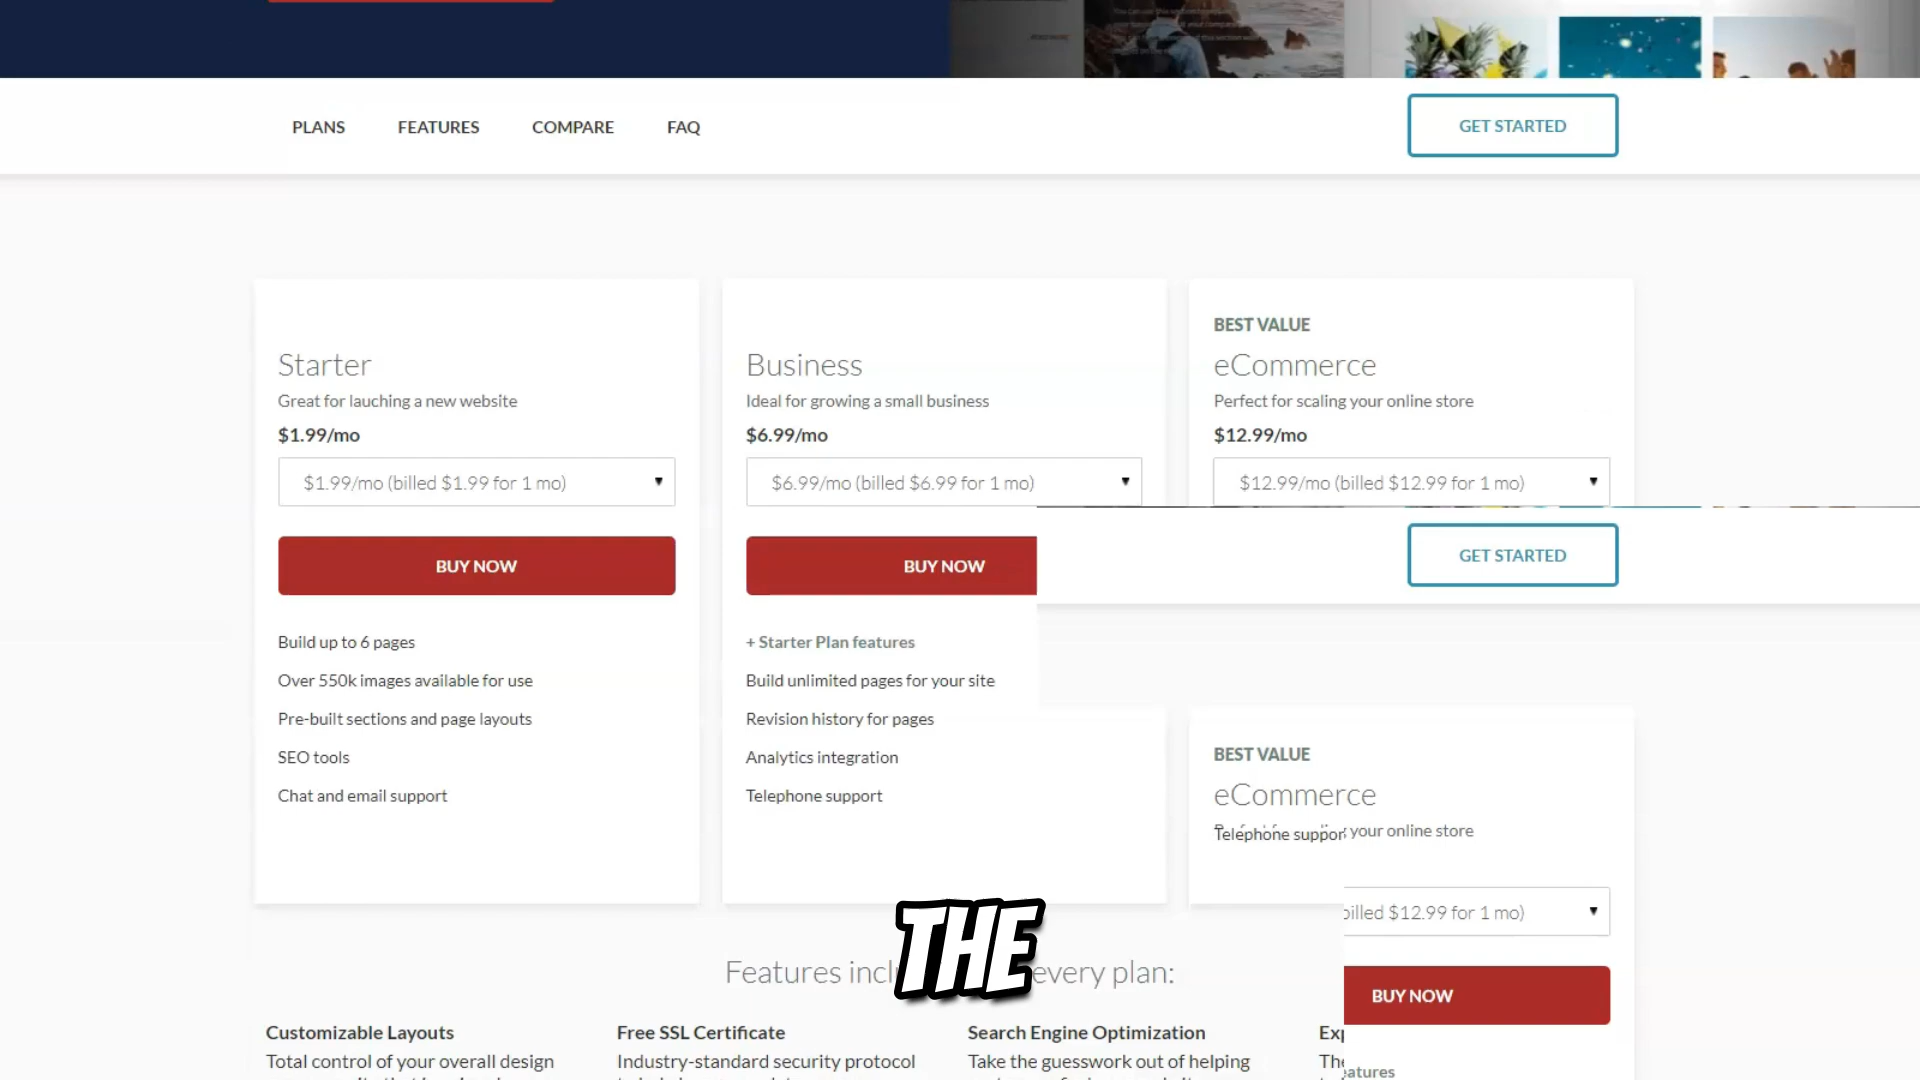 PLANS FEATURES COMPARE FAQ GET STARTED
Starter
Great for lauching a new website
$1.99/mo
$1.99/mo (billed $1.99 for 1 mo)
BUY NOW
Build up to 6 pages
Over 550k images available for use
Pre-built sections and page layouts
SEO tools
Chat and email support
Business
Ideal for growing a small business
$6.99/mo
$6.99/mo (billed $6.99 for 1 mo)
BUY NOW
+ Starter Plan features
Build unlimited pages for your site
Revision history for pages
Analytics integration
Telephone support
BEST VALUE
eCommerce
Perfect for scaling your online store
$12.99/mo
$12.99/mo (billed $12.99 for 1 mo)
GET STARTED
BEST VALUE
eCommerce
your online store
Telephone suppor
billed $12.99 for 1 mo)
BUY NOW
eatures
THE
Features incl every plan:
Customizable Layouts
Total control of your overall design
Free SSL Certificate
Industry-standard security protocol
Search Engine Optimization
Take the guesswork out of helping